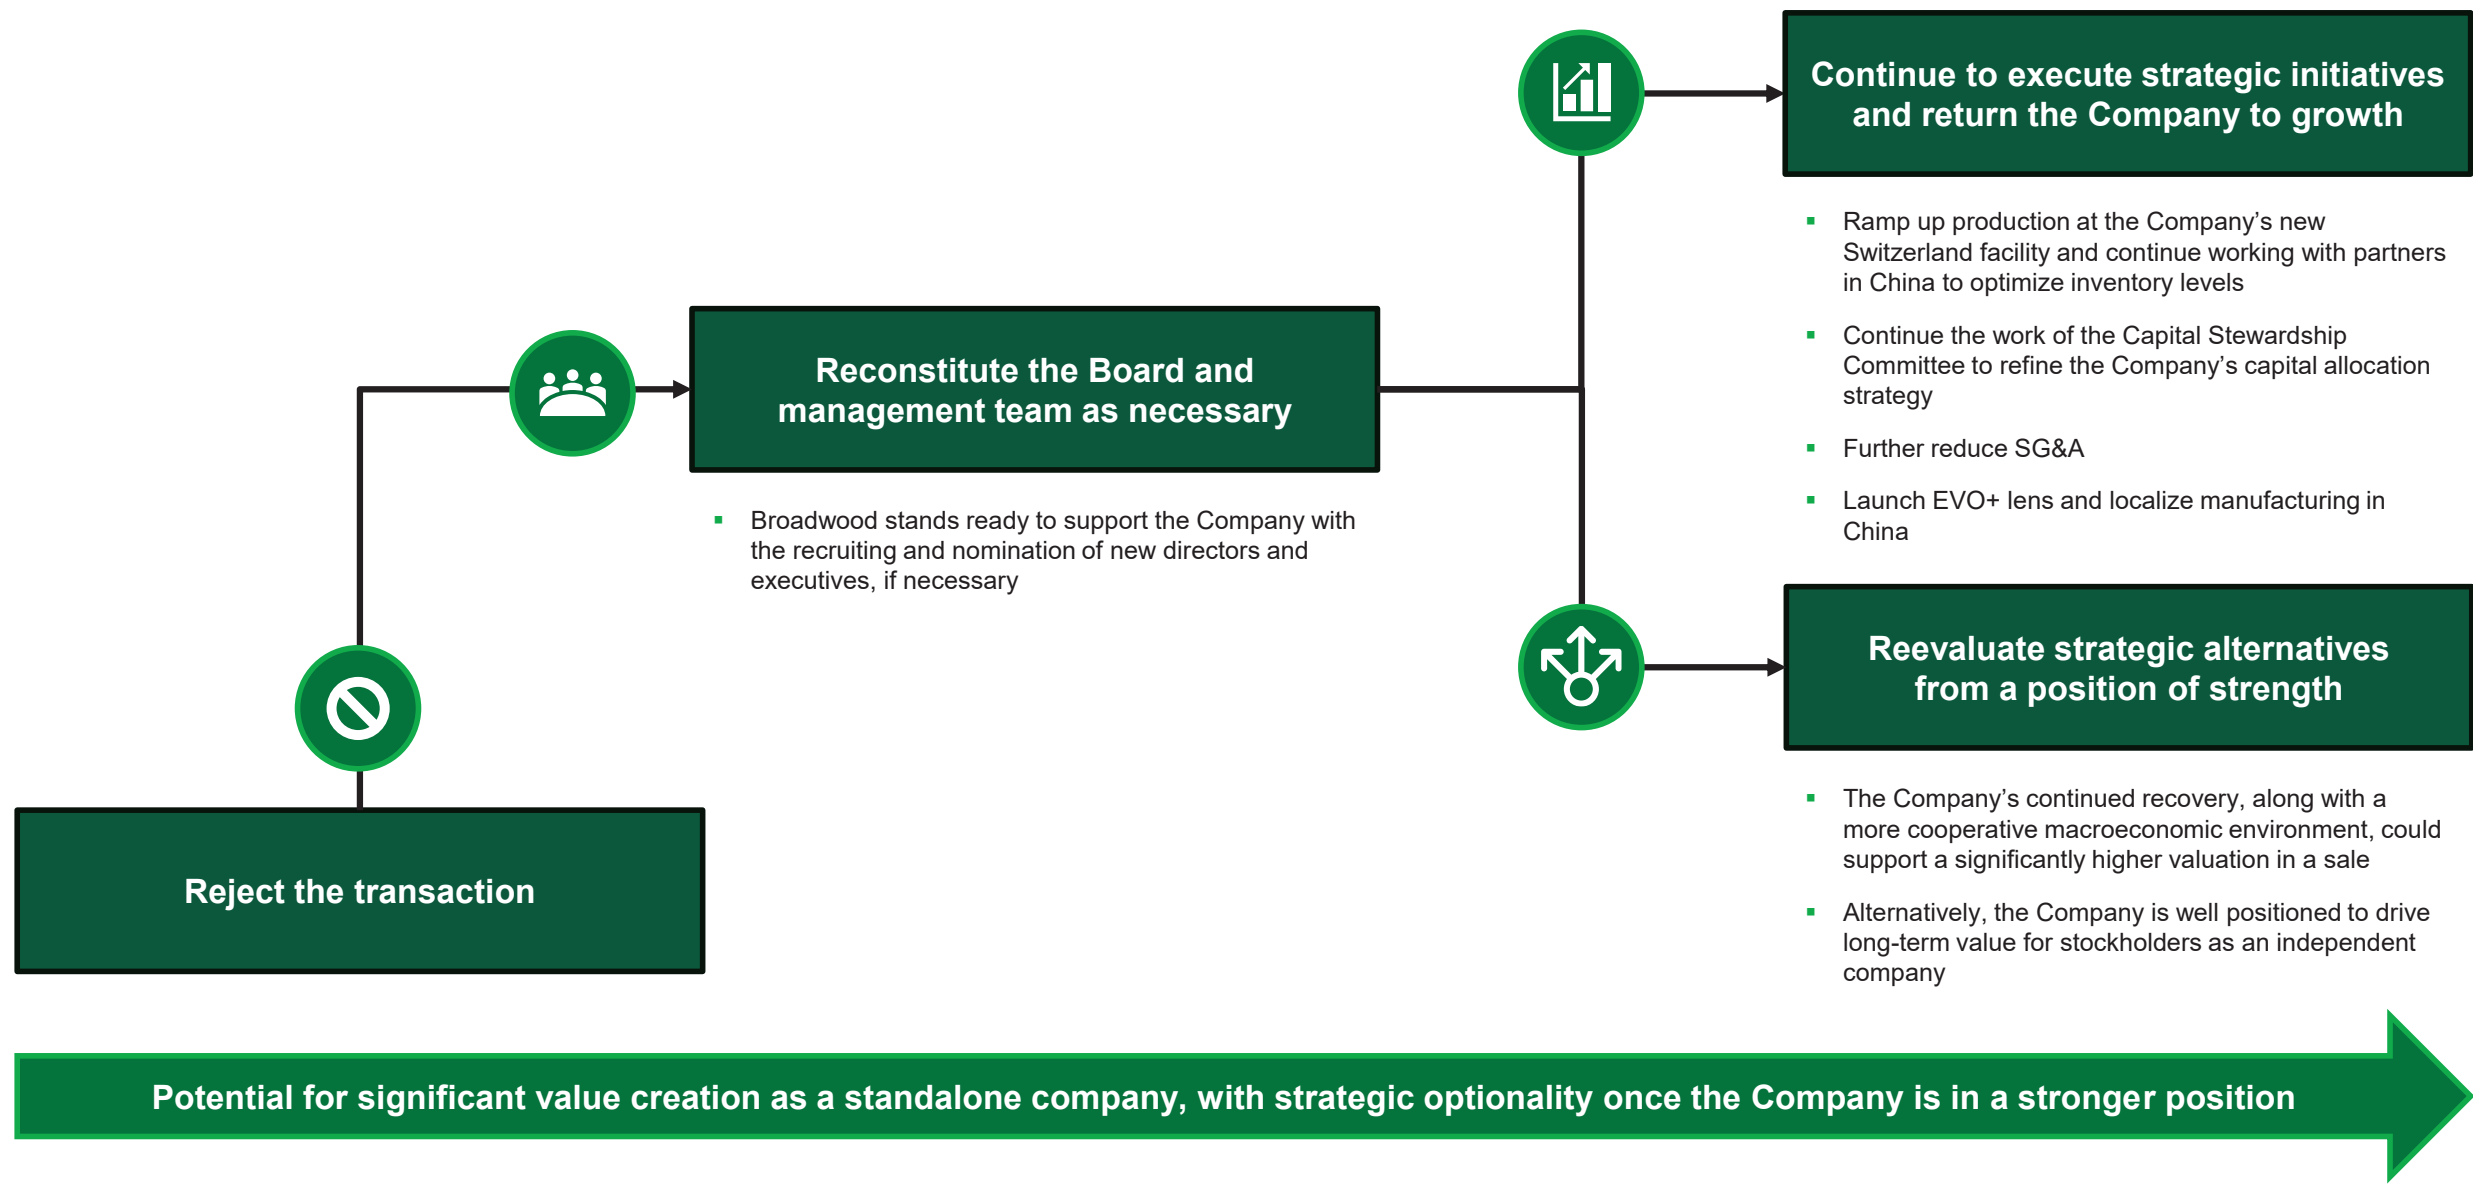 Continue to execute strategic initiatives
and return the Company to growth
▪ Ramp up production at the Company’s new
Switzerland facility and continue working with partners
in China to optimize inventory levels
▪ Continue the work of the Capital Stewardship
Committee to refine the Company’s capital allocation
strategy
▪ Further reduce SG&A
▪ Launch EVO+ lens and localize manufacturing in
China
Reconstitute the Board and
management team as necessary
▪ Broadwood stands ready to support the Company with
the recruiting and nomination of new directors and
executives, if necessary
Reevaluate strategic alternatives
from a position of strength
▪ The Company’s continued recovery, along with a
more cooperative macroeconomic environment, could
support a significantly higher valuation in a sale
▪ Alternatively, the Company is well positioned to drive
long-term value for stockholders as an independent
company
Reject the transaction
Potential for significant value creation as a standalone company, with strategic optionality once the Company is in a stronger position